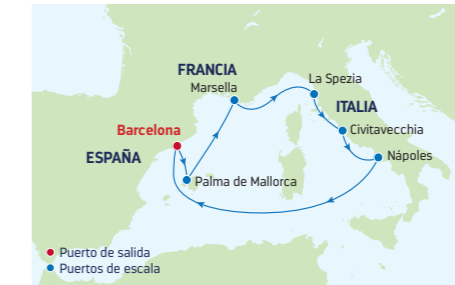 FRANCIA
Marsella
La Spezia
ITALIA
Civitavecchia
Barcelona
Nápoles
ESPAÑA
Palma de Mallorca
Puerto de salida
Puertos de escala